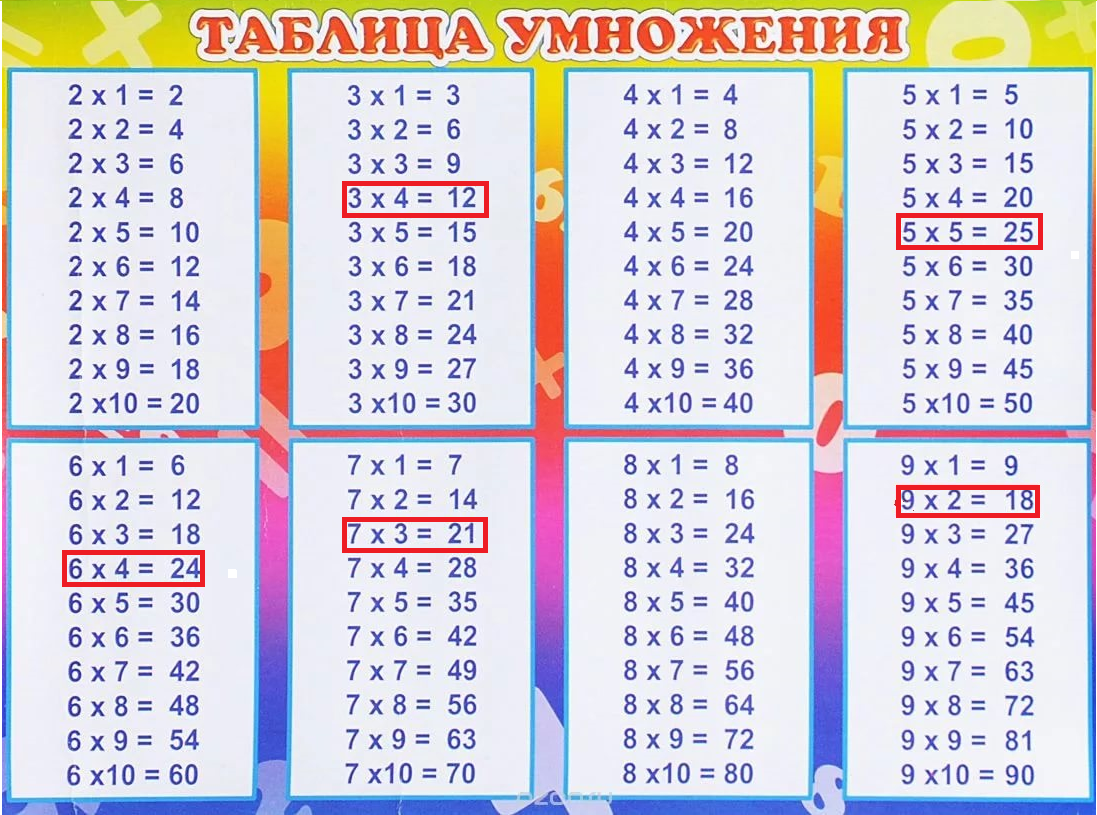 ТАБЛИЦА УМНОЖЕНИЯ
2 x 1 = 2
2 x 2 = 4
2 x 3 = 6
2 x 4 = 8
2 x 5 = 10
2 x 6 = 12
2 x 7 = 14
2 x 8 = 16
2 x 9 = 18
2 x10 = 20
3 x 1 = 3
3 x 2 = 6
3 x 3 = 9
3 x 4 = 12
3 x 5 = 15
3 x 6 = 18
3 x 7 = 21
3 x 8 = 24
3 x 9 = 27
3 x10 = 30
4 x 1 = 4
4 x 2 = 8
4 x 3 = 12
4 x 4 = 16
4 x 5 = 20
4 x 6 = 24
4 x 7 = 28
4 x 8 = 32
4 x 9 = 36
4 x10 = 40
5 x 1 = 5
5 x 2 = 10
5 x 3 = 15
5 x 4 = 20
5 x 5 = 25
5 x 6 = 30
5 x 7 = 35
5 x 8 = 40
5 x 9 = 45
5 x10 = 50
6 x 1 = 6
6 x 2 = 12
6 x 3 = 18
6 x 4 = 24
6 x 5 = 30
6 x 6 = 36
6 x 7 = 42
6 x 8 = 48
6 x 9 = 54
6 x10 = 60
7 x 1 = 7
7 x 2 = 14
7 x 3 = 21
7 x 4 = 28
7 x 5 = 35
7 x 6 = 42
7 x 7 = 49
7 x 8 = 56
7 x 9 = 63
7 x10 = 70
8 x 1 = 8
8 x 2 = 16
8 x 3 = 24
8 x 4 = 32
8 x 5 = 40
8 x 6 = 48
8 x 7 = 56
8 x 8 = 64
8 x 9 = 72
8 x10 = 80
9 x 1 = 9
9 x 2 = 18
9 x 3 = 27
9 x 4 = 36
9 x 5 = 45
9 x 6 = 54
9 x 7 = 63
9 x 8 = 72
9 x 9 = 81
9 x10 = 90